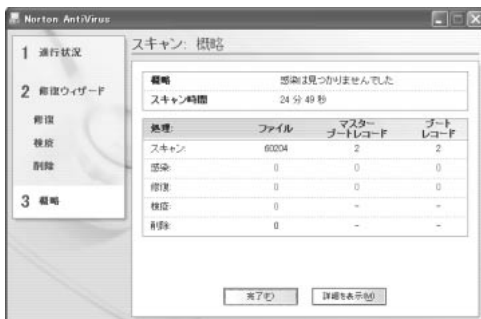 Norton AntiVirus
1 進行状況
2 修復ウィザード
修復
検疫
削除
3 概略
スキャン: 概略
概略 感染は見つかりませんでした
スキャン時間 24 分 49 秒
処理: ファイル マスターブートレコード ブートレコード
スキャン: 60204 2 2
感染: 0 0 0
修復: 0 0 0
検疫: 0 - -
削除: 0 - -
完了(F) 詳細を表示(M)